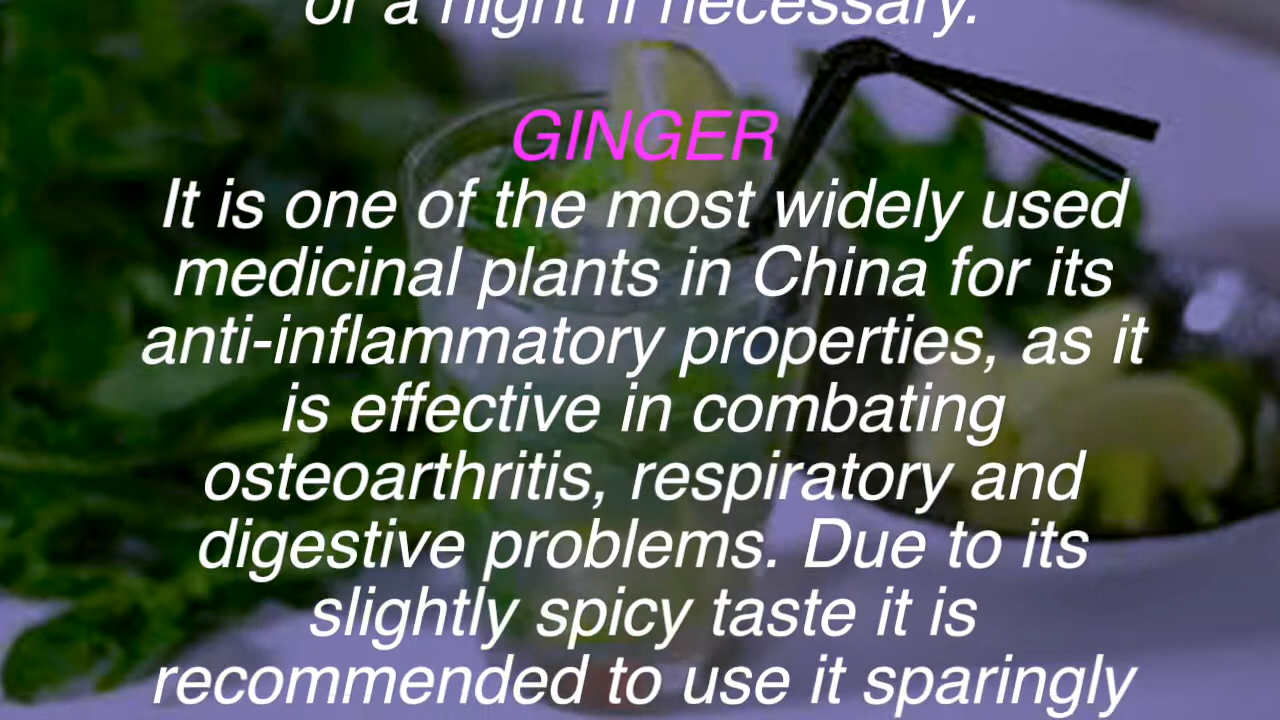 or a night if necessary.
GINGER
It is one of the most widely used
medicinal plants in China for its
anti-inflammatory properties, as it
is effective in combating
osteoarthritis, respiratory and
digestive problems. Due to its
slightly spicy taste it is
recommended to use it sparingly